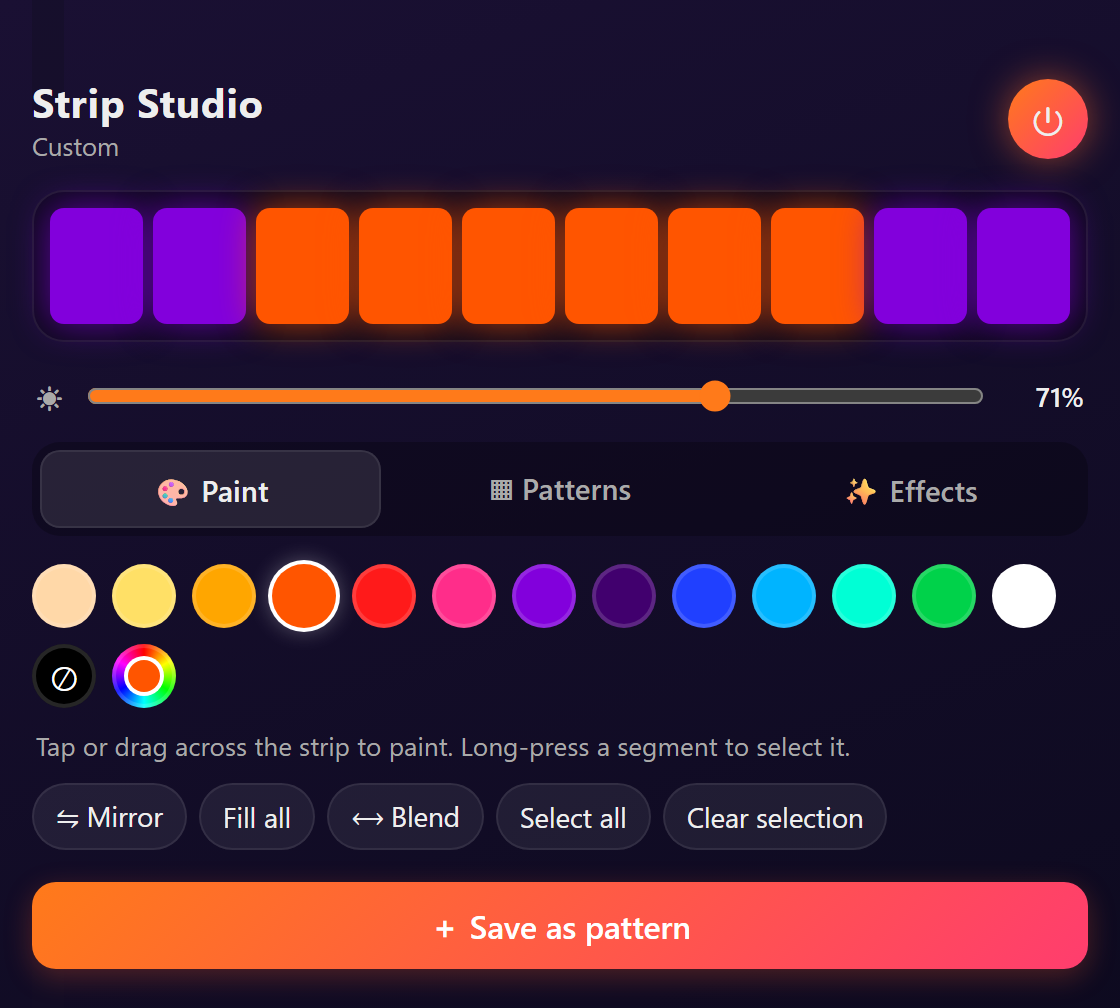 Strip Studio
Custom
71%
Paint
Patterns
Effects
Tap or drag across the strip to paint. Long-press a segment to select it.
⇋ Mirror
Fill all
⟷ Blend
Select all
Clear selection
+ Save as pattern